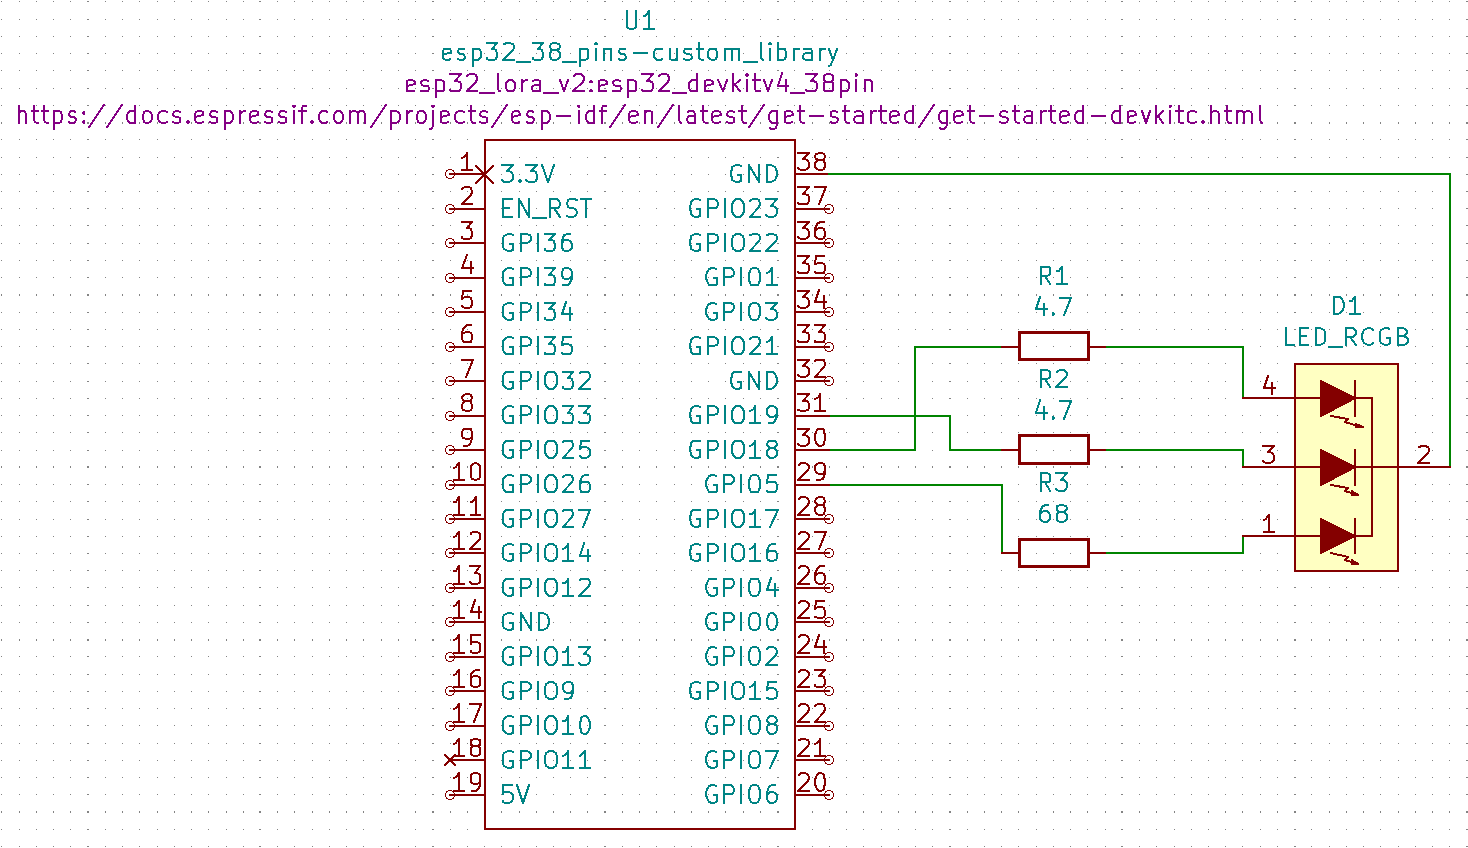 U1
esp32_38_pins-custom_library
esp32_lora_v2:esp32_devkitv4_38pin
https://docs.espressif.com/projects/esp-idf/en/latest/get-started/get-started-devkitc.html
1 3.3V GND 38
2 EN_RST GPIO23 37
3 GPI36 GPIO22 36
4 GPI39 GPIO1 35
5 GPI34 GPIO3 34
6 GPI35 GPIO21 33
7 GPIO32 GND 32
8 GPIO33 GPIO19 31
9 GPIO25 GPIO18 30
10 GPIO26 GPIO5 29
11 GPIO27 GPIO17 28
12 GPIO14 GPIO16 27
13 GPIO12 GPIO4 26
14 GND GPIO0 25
15 GPIO13 GPIO2 24
16 GPIO9 GPIO15 23
17 GPIO10 GPIO8 22
18 GPIO11 GPIO7 21
19 5V GPIO6 20
R1
4.7
R2
4.7
R3
68
D1
LED_RCGB
4
3
2
1